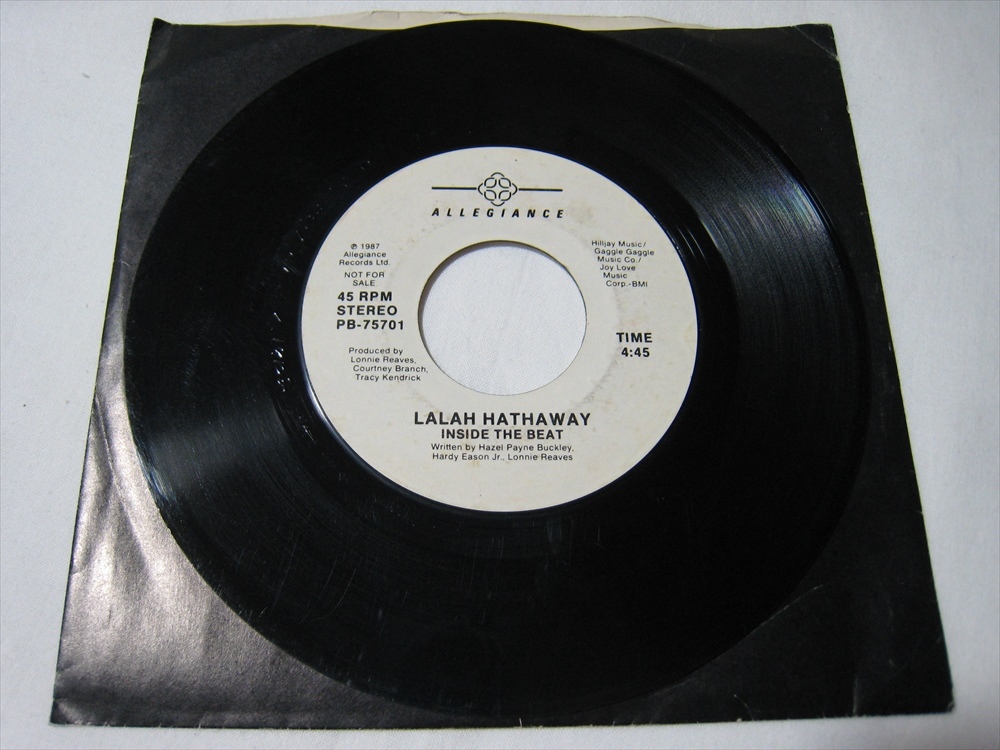 ALLEGIANCE
℗ 1987
Allegiance
Records Ltd.
NOT FOR
SALE
45 RPM
STEREO
PB-75701
Produced by
Lonnie Reaves,
Courtney Branch,
Tracy Kendrick
Hilljay Music/
Gaggle Gaggle
Music Co./
Joy Love
Music
Corp.-BMI
TIME
4:45
LALAH HATHAWAY
INSIDE THE BEAT
Written by Hazel Payne Buckley,
Hardy Eason Jr., Lonnie Reaves